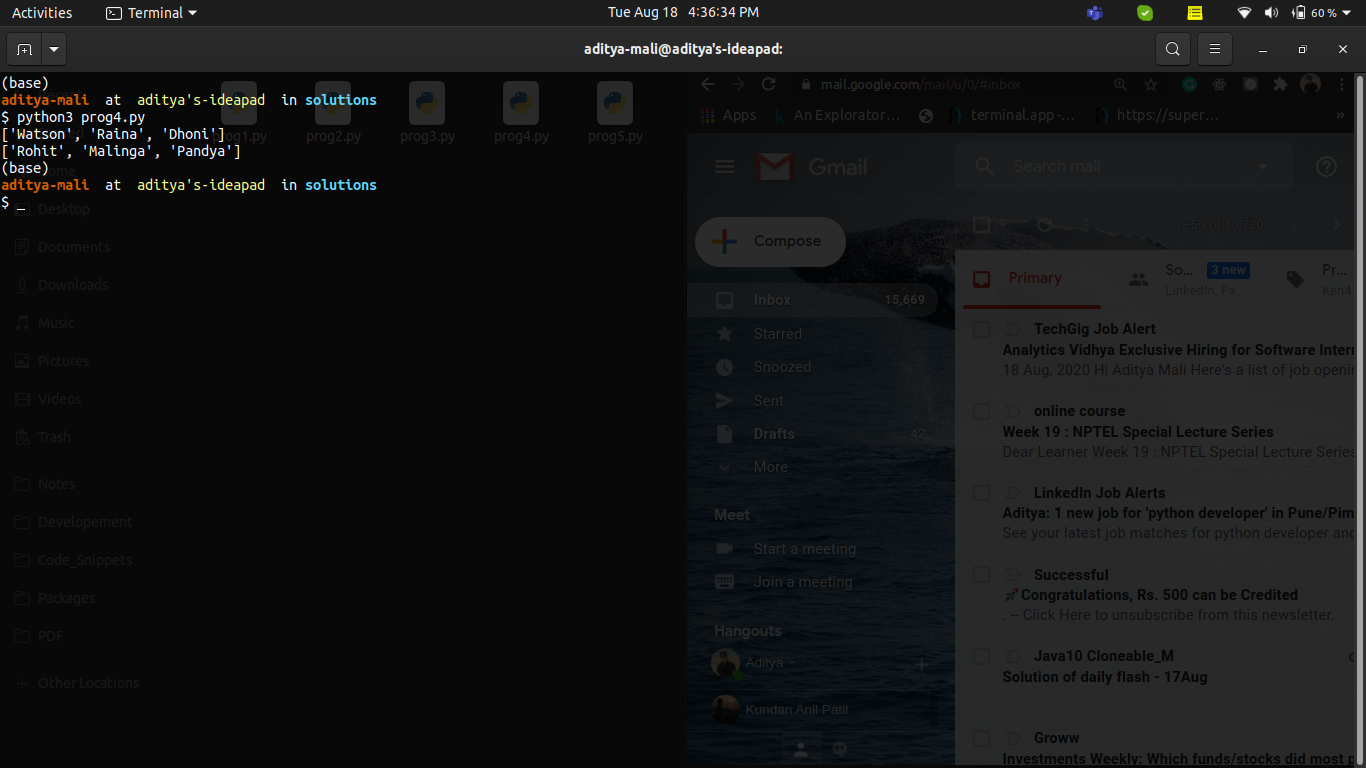 Activities
Terminal
Tue Aug 18 4:36:34 PM
60 %
aditya-mali@aditya's-ideapad:
(base)
aditya-mali at aditya's-ideapad in solutions
$ python3 prog4.py
['Watson', 'Raina', 'Dhoni']
['Rohit', 'Malinga', 'Pandya']
(base)
aditya-mali at aditya's-ideapad in solutions
$ _
prog1.py
prog2.py
prog3.py
prog4.py
prog5.py
Desktop
Documents
Downloads
Music
Pictures
Videos
Trash
Notes
Developement
Code_Snippets
Packages
PDF
Other Locations
mail.google.com/mail/u/0/#inbox
Apps
An Explorator...
terminal.app -...
https://super...
»
Gmail
Search mail
Compose
1–50 of 16,720
Inbox 15,669
Starred
Snoozed
Sent
Drafts 42
More
Meet
Start a meeting
Join a meeting
Hangouts
Aditya
Kundan Anil Patil
Primary
So... 3 new
LinkedIn, Fa...
Pr...
TechGig Job Alert
Analytics Vidhya Exclusive Hiring for Software Inter
18 Aug, 2020 Hi Aditya Mali Here's a list of job openi
online course
Week 19 : NPTEL Special Lecture Series
Dear Learner Week 19 : NPTEL Special Lecture Series
LinkedIn Job Alerts
Aditya: 1 new job for 'python developer' in Pune/Pim
See your latest job matches for python developer and
Successful
🚀Congratulations, Rs. 500 can be Credited
. – Click Here to unsubscribe from this newsletter.
Java10 Cloneable_M
Solution of daily flash - 17Aug
Groww
Investments Weekly: Which funds/stocks did most p